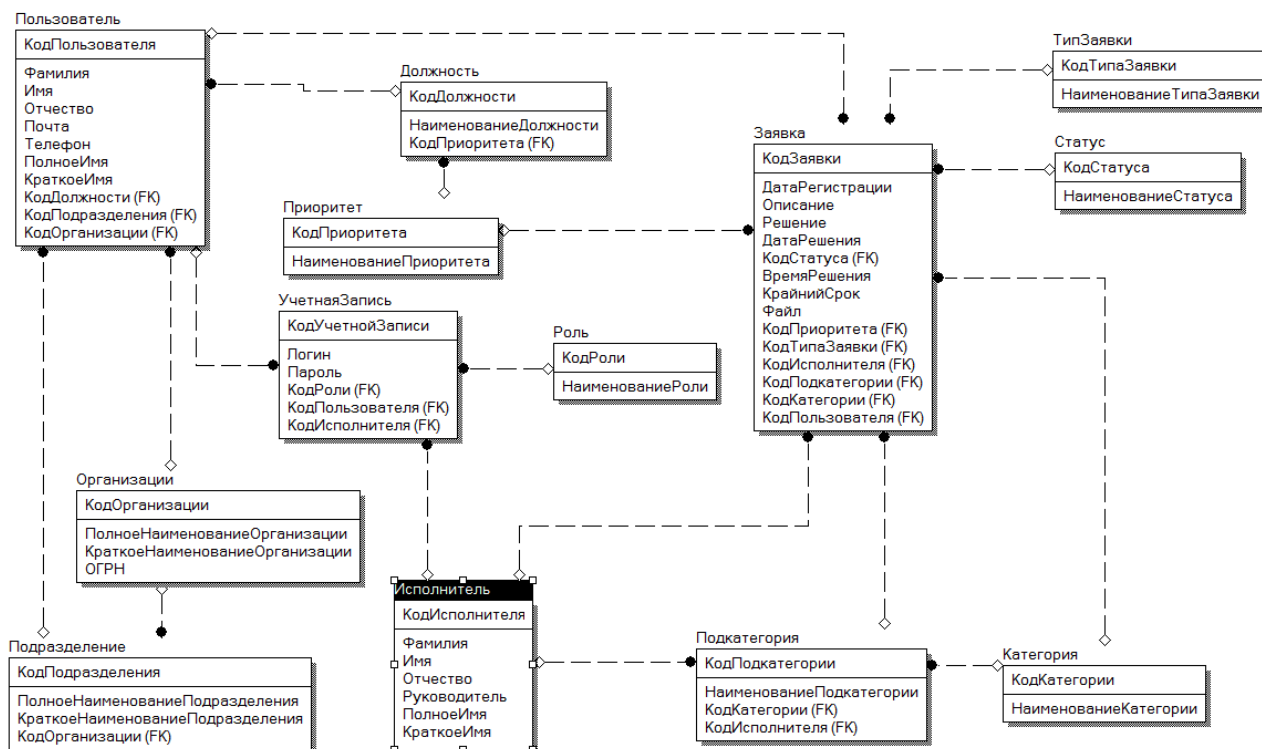 Пользователь
КодПользователя
Фамилия
Имя
Отчество
Почта
Телефон
ПолноеИмя
КраткоеИмя
КодДолжности (FK)
КодПодразделения (FK)
КодОрганизации (FK)
Должность
КодДолжности
НаименованиеДолжности
КодПриоритета (FK)
Приоритет
КодПриоритета
НаименованиеПриоритета
УчетнаяЗапись
КодУчетнойЗаписи
Логин
Пароль
КодРоли (FK)
КодПользователя (FK)
КодИсполнителя (FK)
Роль
КодРоли
НаименованиеРоли
ТипЗаявки
КодТипаЗаявки
НаименованиеТипаЗаявки
Заявка
КодЗаявки
ДатаРегистрации
Описание
Решение
ДатаРешения
КодСтатуса (FK)
ВремяРешения
КрайнийСрок
Файл
КодПриоритета (FK)
КодТипаЗаявки (FK)
КодИсполнителя (FK)
КодПодкатегории (FK)
КодКатегории (FK)
КодПользователя (FK)
Статус
КодСтатуса
НаименованиеСтатуса
Организации
КодОрганизации
ПолноеНаименованиеОрганизации
КраткоеНаименованиеОрганизации
ОГРН
Подразделение
КодПодразделения
ПолноеНаименованиеПодразделения
КраткоеНаименованиеПодразделения
КодОрганизации (FK)
Исполнитель
КодИсполнителя
Фамилия
Имя
Отчество
Руководитель
ПолноеИмя
КраткоеИмя
Подкатегория
КодПодкатегории
НаименованиеПодкатегории
КодКатегории (FK)
КодИсполнителя (FK)
Категория
КодКатегории
НаименованиеКатегории